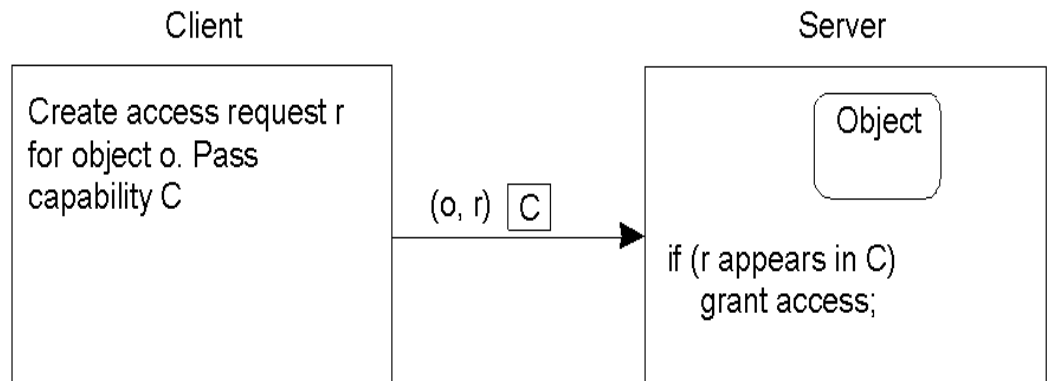 Client
Server
Create access request r
for object o. Pass
capability C
(o, r) C
Object
if (r appears in C)
grant access;